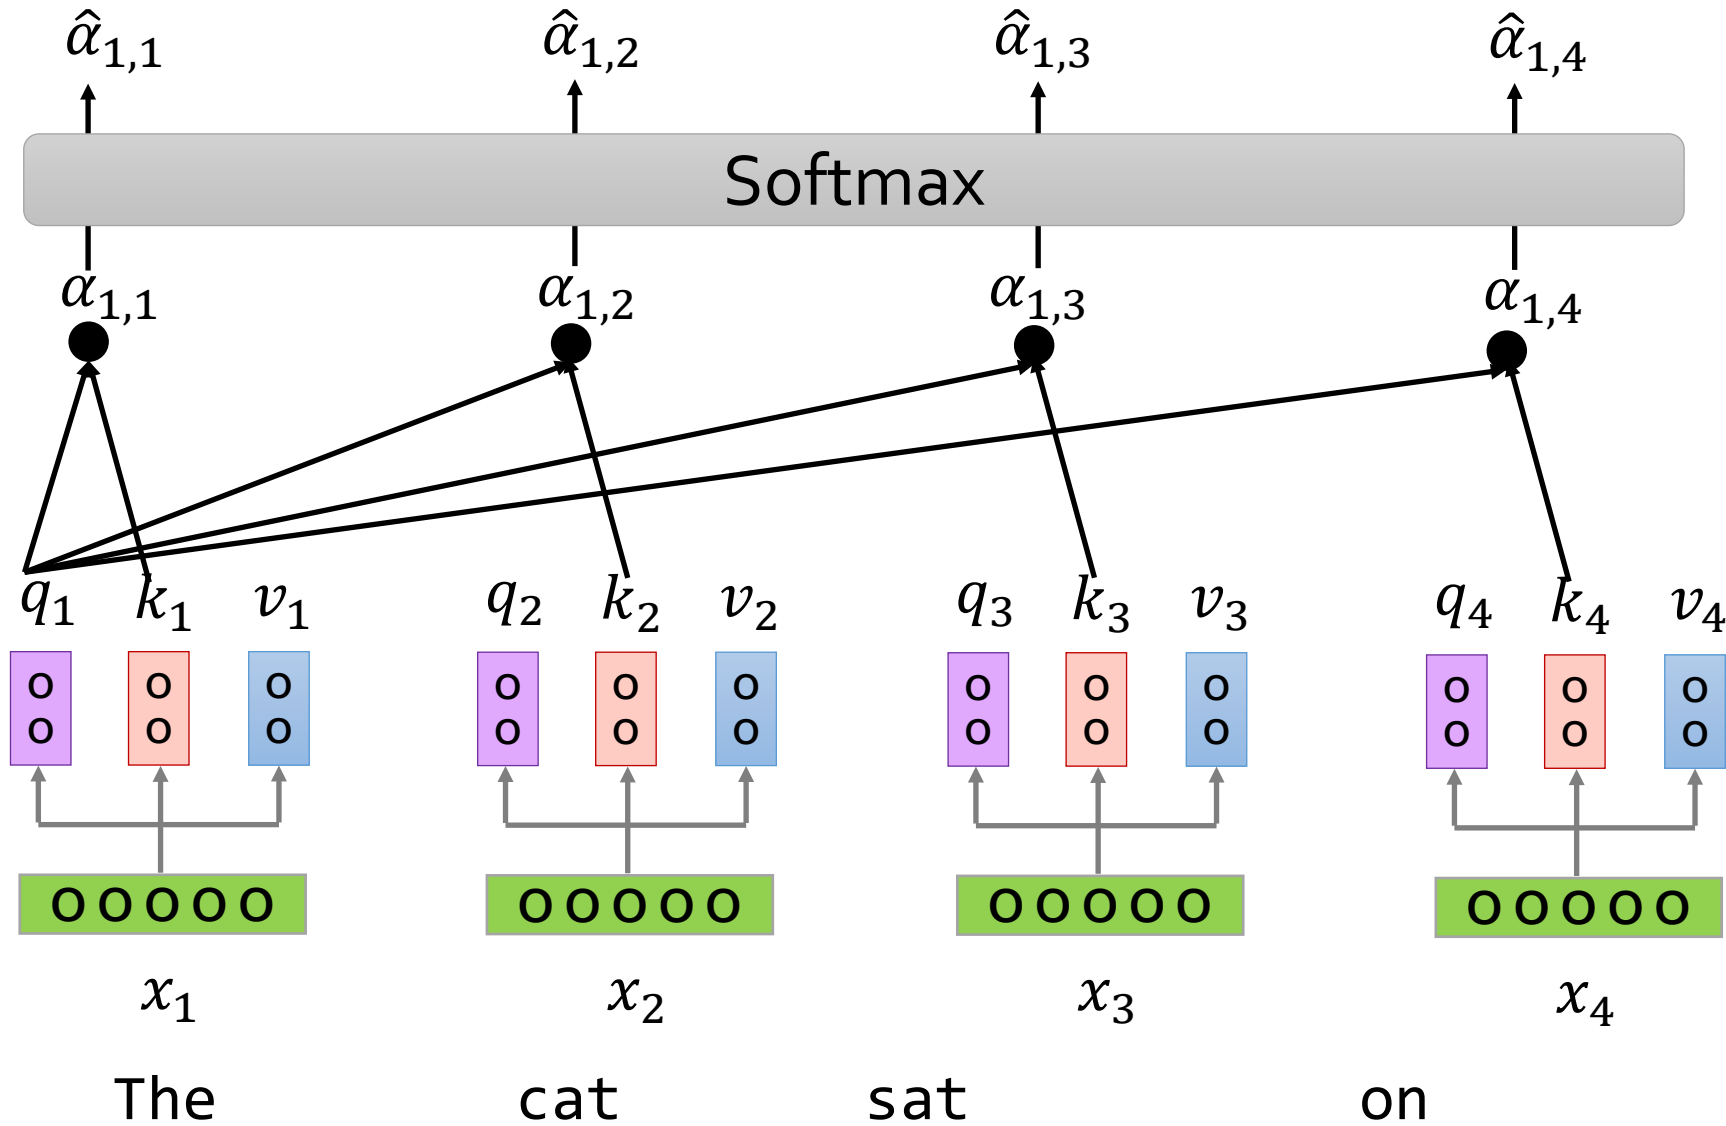 α̂₁,₁ α̂₁,₂ α̂₁,₃ α̂₁,₄
Softmax
α₁,₁ α₁,₂ α₁,₃ α₁,₄
q₁ k₁ v₁ q₂ k₂ v₂ q₃ k₃ v₃ q₄ k₄ v₄
o o o o o o o o o o o o
o o o o o o o o o o o o
o o o o o o o o o o o o o o o o o o o o
x₁ x₂ x₃ x₄
The cat sat on